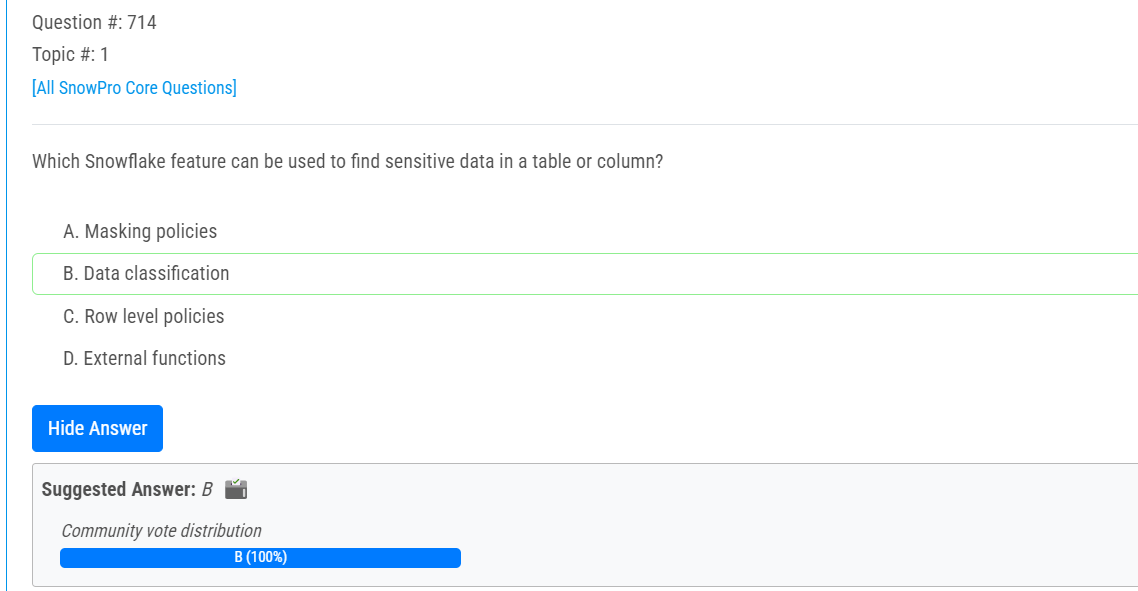 Question #: 714
Topic #: 1
[All SnowPro Core Questions]
Which Snowflake feature can be used to find sensitive data in a table or column?
A. Masking policies
B. Data classification
C. Row level policies
D. External functions
Hide Answer
Suggested Answer: B
Community vote distribution
B (100%)